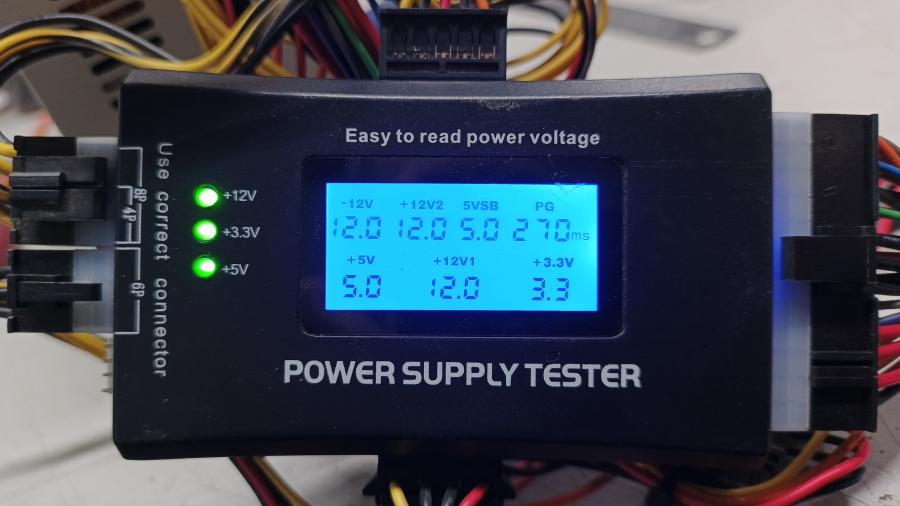 Easy to read power voltage
Use correct connector
8P
4P
6P
+12V
+3.3V
+5V
-12V +12V2 5VSB PG
12.0 12.0 5.0 270ms
+5V +12V1 +3.3V
5.0 12.0 3.3
POWER SUPPLY TESTER